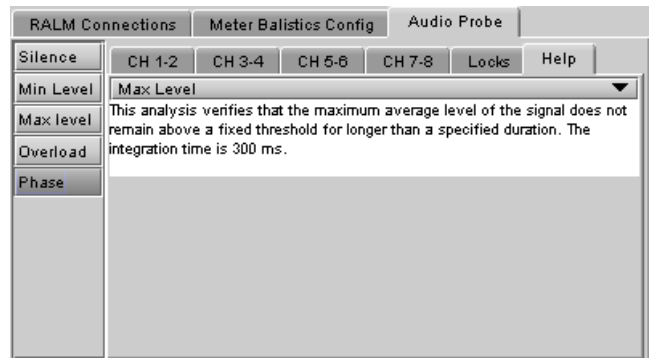 RALM Connections Meter Balistics Config Audio Probe
Silence CH 1-2 CH 3-4 CH 5-6 CH 7-8 Locks Help
Min Level Max Level
Max level This analysis verifies that the maximum average level of the signal does not
remain above a fixed threshold for longer than a specified duration. The
Overload integration time is 300 ms.
Phase